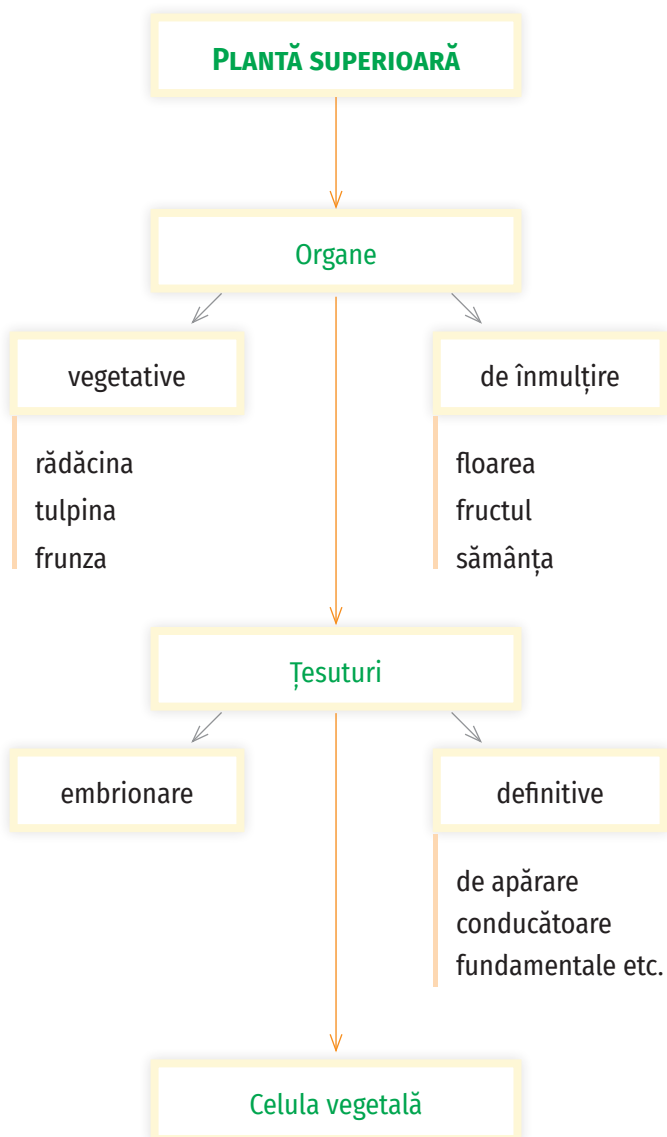 PLANTĂ SUPERIOARĂ
Organe
vegetative
rădăcina
tulpina
frunza
de înmulțire
floarea
fructul
sămânța
Țesuturi
embrionare
definitive
de apărare
conducătoare
fundamentale etc.
Celula vegetală